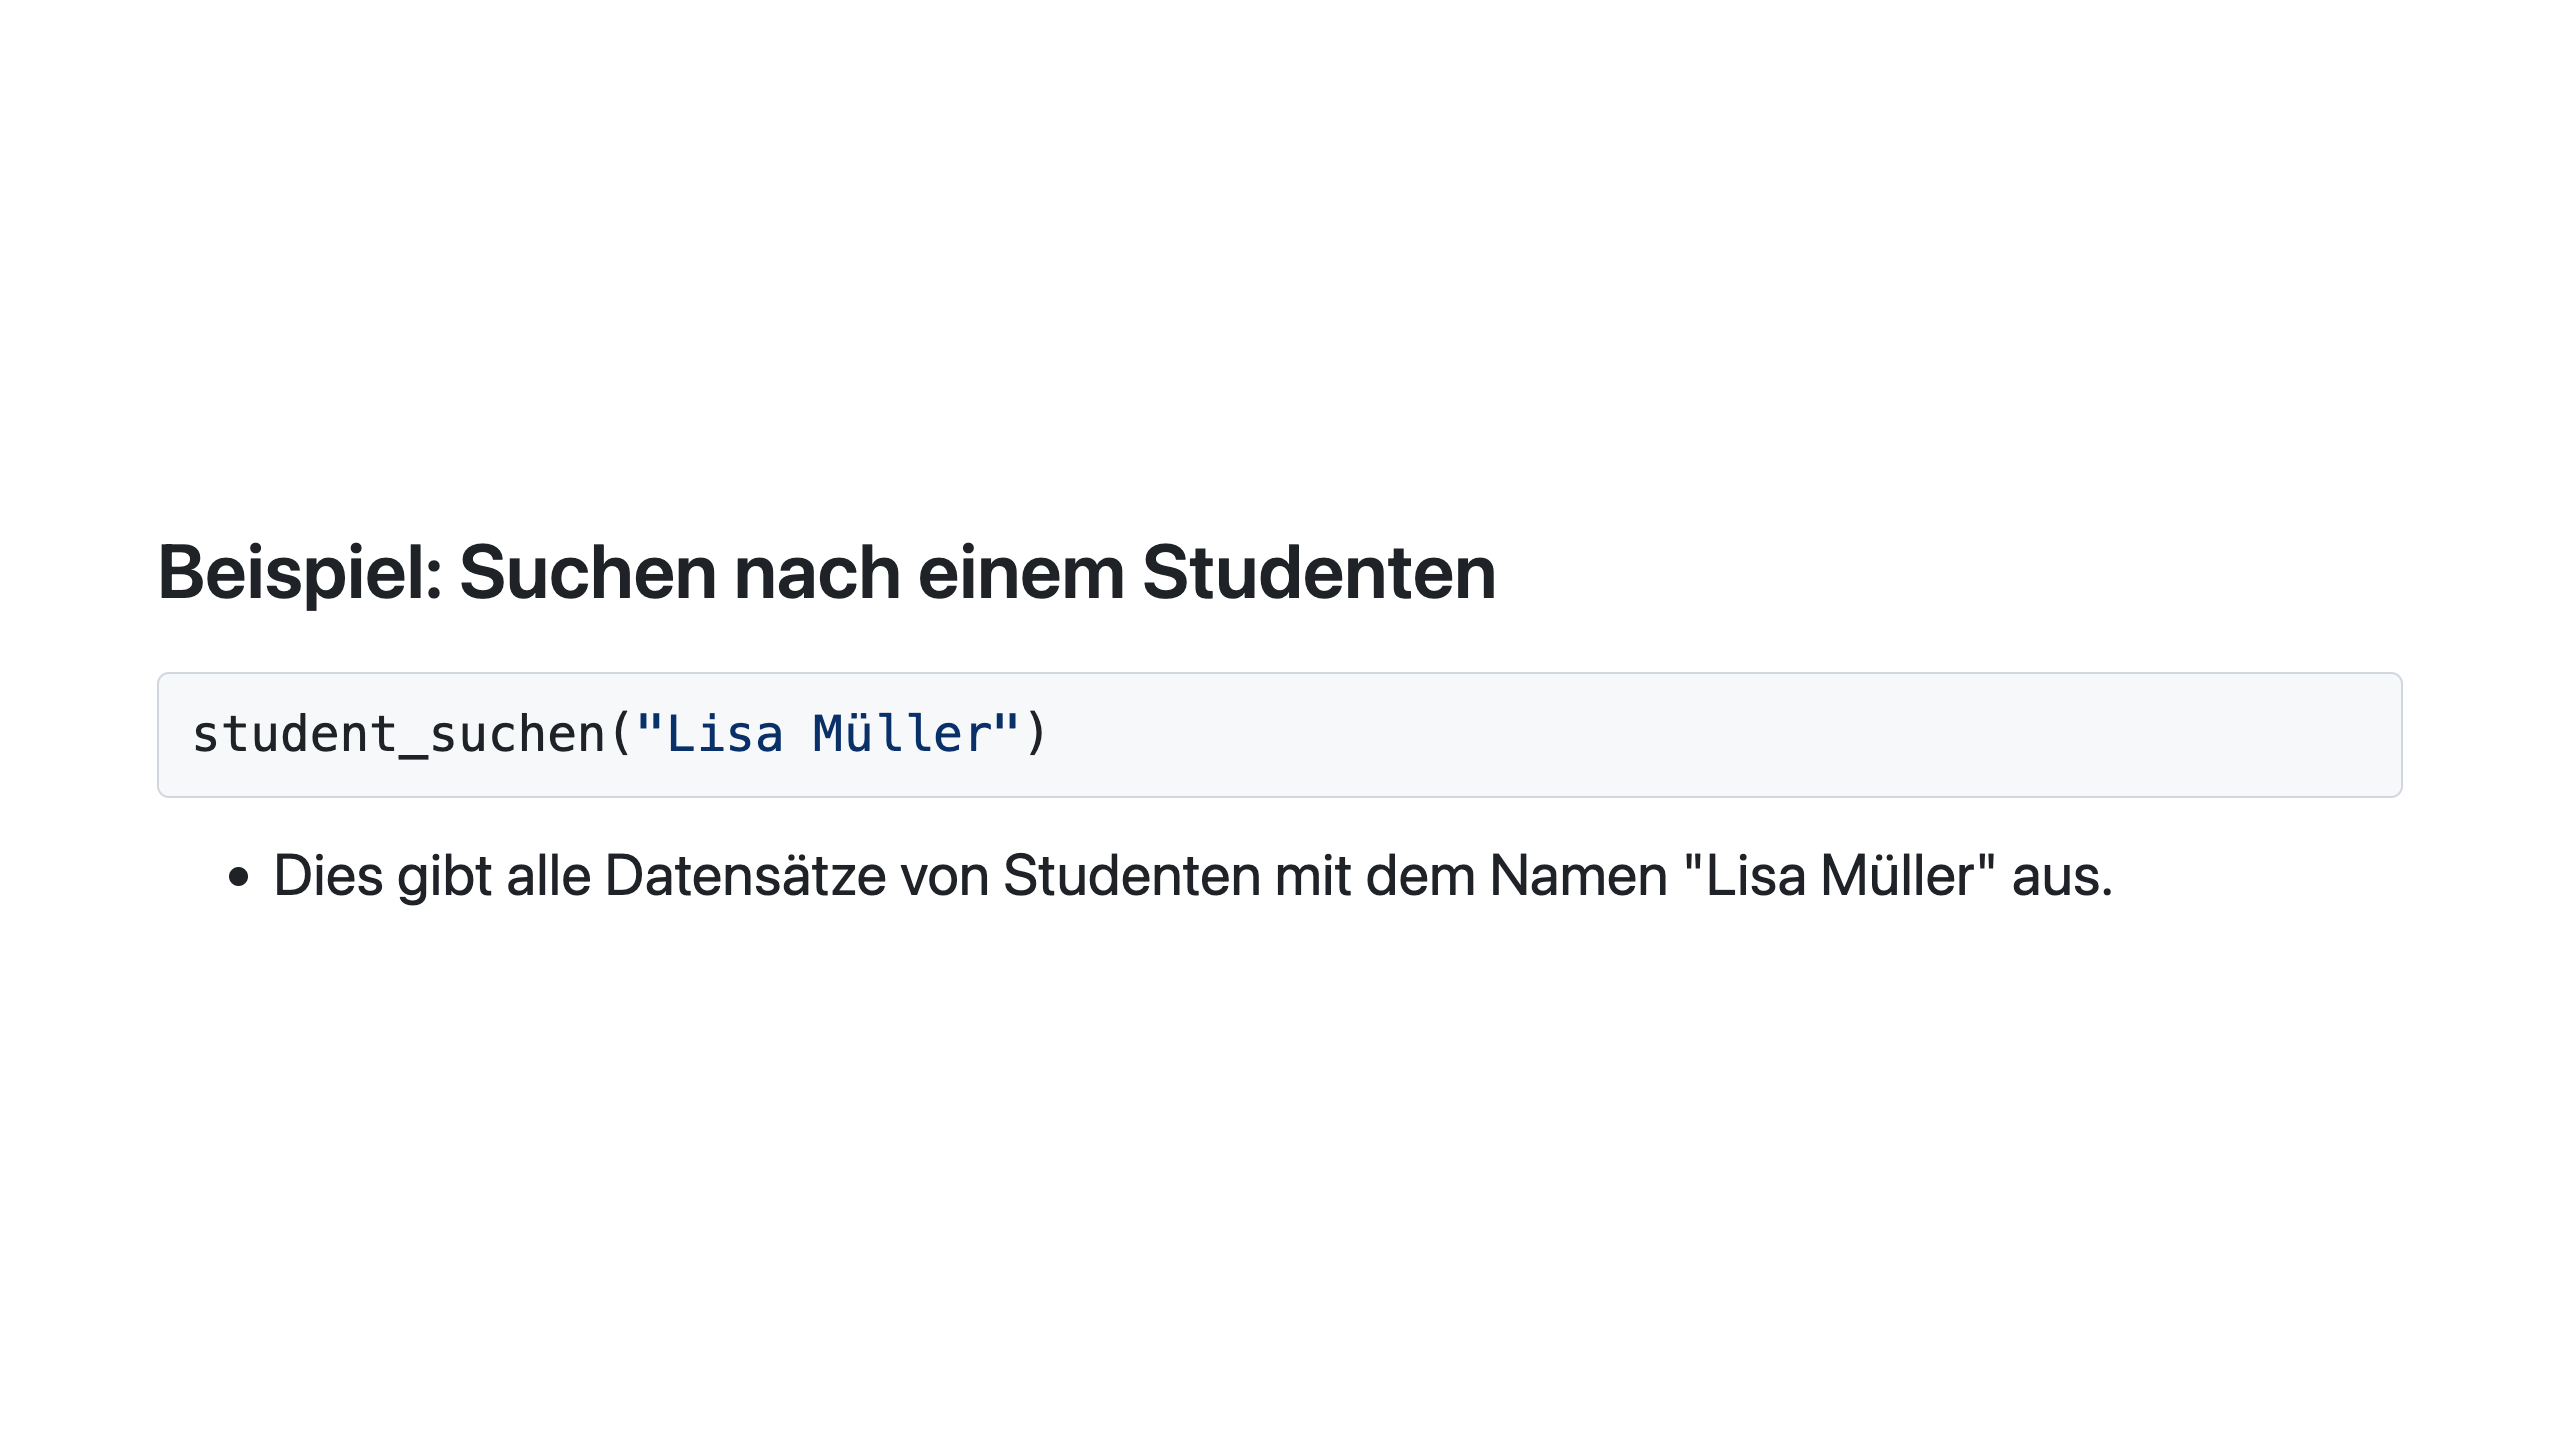 Beispiel: Suchen nach einem Studenten
student_suchen("Lisa Müller")
• Dies gibt alle Datensätze von Studenten mit dem Namen "Lisa Müller" aus.